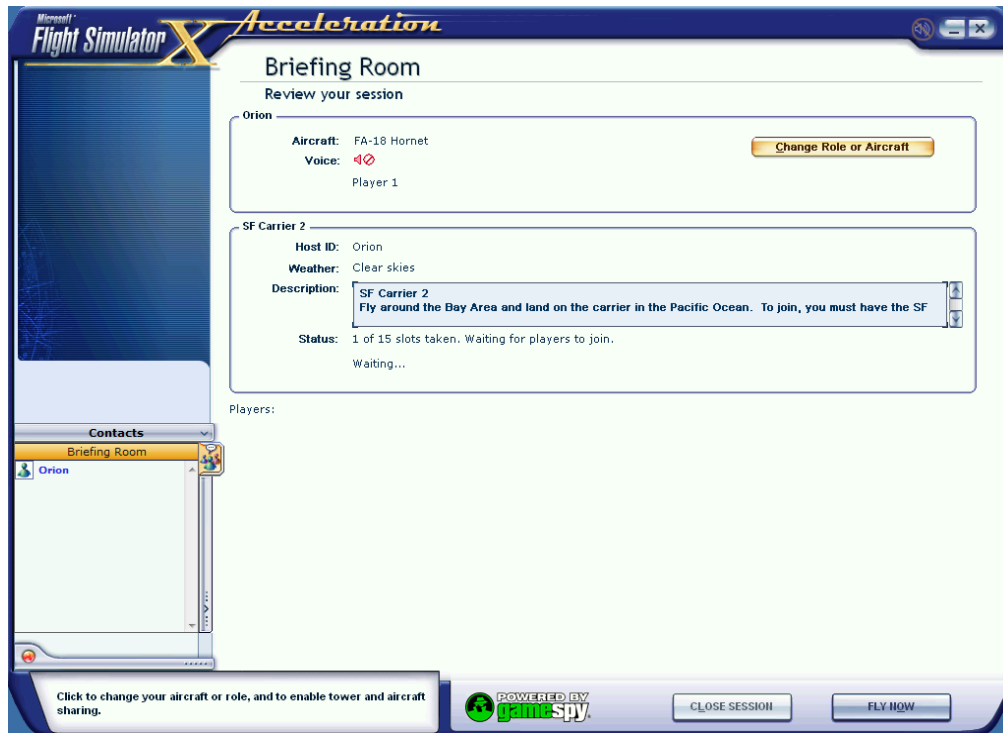 Microsoft
Flight Simulator X
Acceleration
Briefing Room
Review your session
Orion
Aircraft: FA-18 Hornet
Change Role or Aircraft
Voice:
Player 1
SF Carrier 2
Host ID: Orion
Weather: Clear skies
Description: SF Carrier 2
Fly around the Bay Area and land on the carrier in the Pacific Ocean. To join, you must have the SF
Status: 1 of 15 slots taken. Waiting for players to join.
Waiting...
Players:
Contacts
Briefing Room
Orion
Click to change your aircraft or role, and to enable tower and aircraft
sharing.
POWERED BY
gamespy.
CLOSE SESSION
FLY NOW